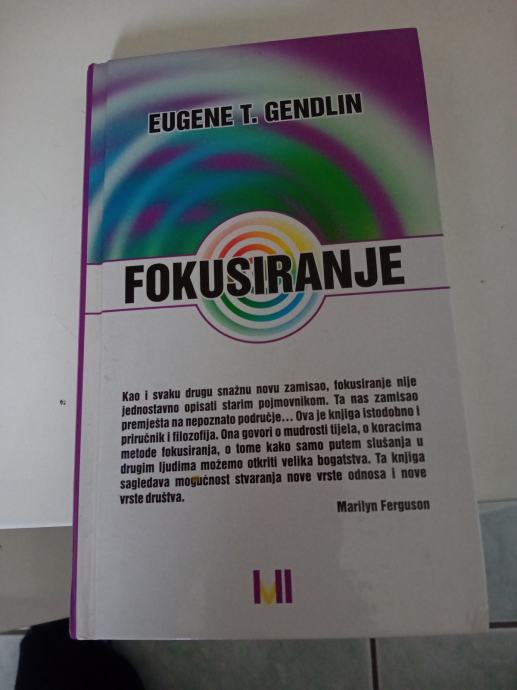 EUGENE T. GENDLIN
FOKUSIRANJE
Kao i svaku drugu snažnu novu zamisao, fokusiranje nije
jednostavno opisati starim pojmovnikom. Ta nas zamisao
premješta na nepoznato područje... Ova je knjiga istodobno i
priručnik i filozofija. Ona govori o mudrosti tijela, o koracima
metode fokusiranja, o tome kako samo putem slušanja u
drugim ljudima možemo otkriti velika bogatstva. Ta knjiga
sagledava mogućnost stvaranja nove vrste odnosa i nove
vrste društva.
Marilyn Ferguson